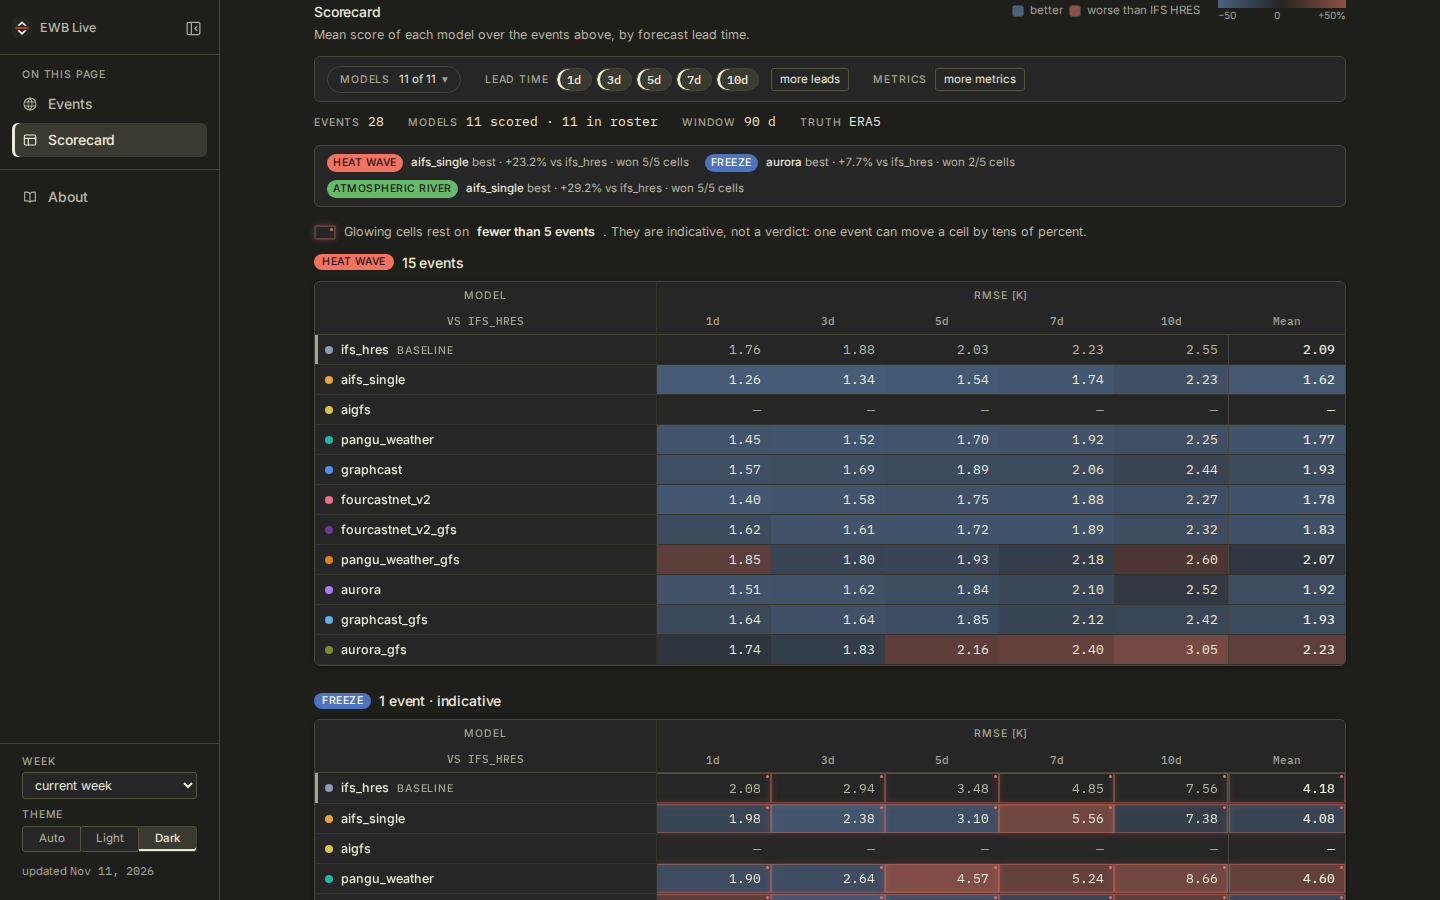 EWB Live
ON THIS PAGE
Events
Scorecard
About
WEEK
current week
THEME
Auto Light Dark
updated Nov 11, 2026
Scorecard
better worse than IFS HRES
−50 0 +50%
Mean score of each model over the events above, by forecast lead time.
MODELS 11 of 11 ▾ LEAD TIME 1d 3d 5d 7d 10d more leads METRICS more metrics
EVENTS 28 MODELS 11 scored · 11 in roster WINDOW 90 d TRUTH ERA5
HEAT WAVE aifs_single best · +23.2% vs ifs_hres · won 5/5 cells FREEZE aurora best · +7.7% vs ifs_hres · won 2/5 cells
ATMOSPHERIC RIVER aifs_single best · +29.2% vs ifs_hres · won 5/5 cells
Glowing cells rest on fewer than 5 events . They are indicative, not a verdict: one event can move a cell by tens of percent.
HEAT WAVE 15 events
MODEL RMSE [K]
VS IFS_HRES 1d 3d 5d 7d 10d Mean
ifs_hres BASELINE 1.76 1.88 2.03 2.23 2.55 2.09
aifs_single 1.26 1.34 1.54 1.74 2.23 1.62
aigfs — — — — — —
pangu_weather 1.45 1.52 1.70 1.92 2.25 1.77
graphcast 1.57 1.69 1.89 2.06 2.44 1.93
fourcastnet_v2 1.40 1.58 1.75 1.88 2.27 1.78
fourcastnet_v2_gfs 1.62 1.61 1.72 1.89 2.32 1.83
pangu_weather_gfs 1.85 1.80 1.93 2.18 2.60 2.07
aurora 1.51 1.62 1.84 2.10 2.52 1.92
graphcast_gfs 1.64 1.64 1.85 2.12 2.42 1.93
aurora_gfs 1.74 1.83 2.16 2.40 3.05 2.23
FREEZE 1 event · indicative
MODEL RMSE [K]
VS IFS_HRES 1d 3d 5d 7d 10d Mean
ifs_hres BASELINE 2.08 2.94 3.48 4.85 7.56 4.18
aifs_single 1.98 2.38 3.10 5.56 7.38 4.08
aigfs — — — — — —
pangu_weather 1.90 2.64 4.57 5.24 8.66 4.60